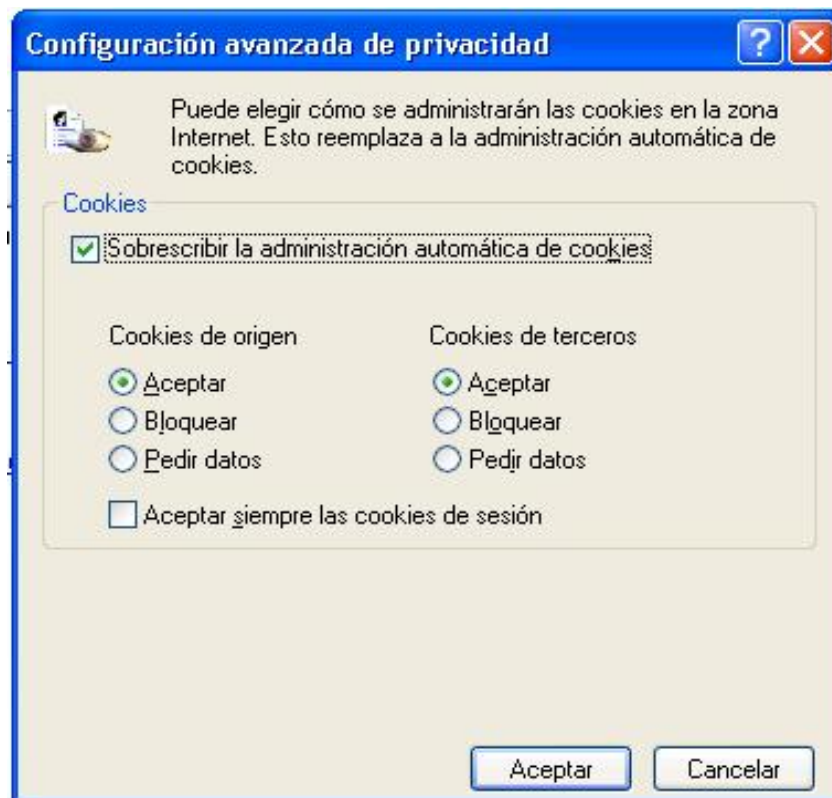 Configuración avanzada de privacidad
Puede elegir cómo se administrarán las cookies en la zona
Internet. Esto reemplaza a la administración automática de
cookies.
Cookies
Sobrescribir la administración automática de cookies
Cookies de origen Cookies de terceros
Aceptar Aceptar
Bloquear Bloquear
Pedir datos Pedir datos
Aceptar siempre las cookies de sesión
Aceptar Cancelar